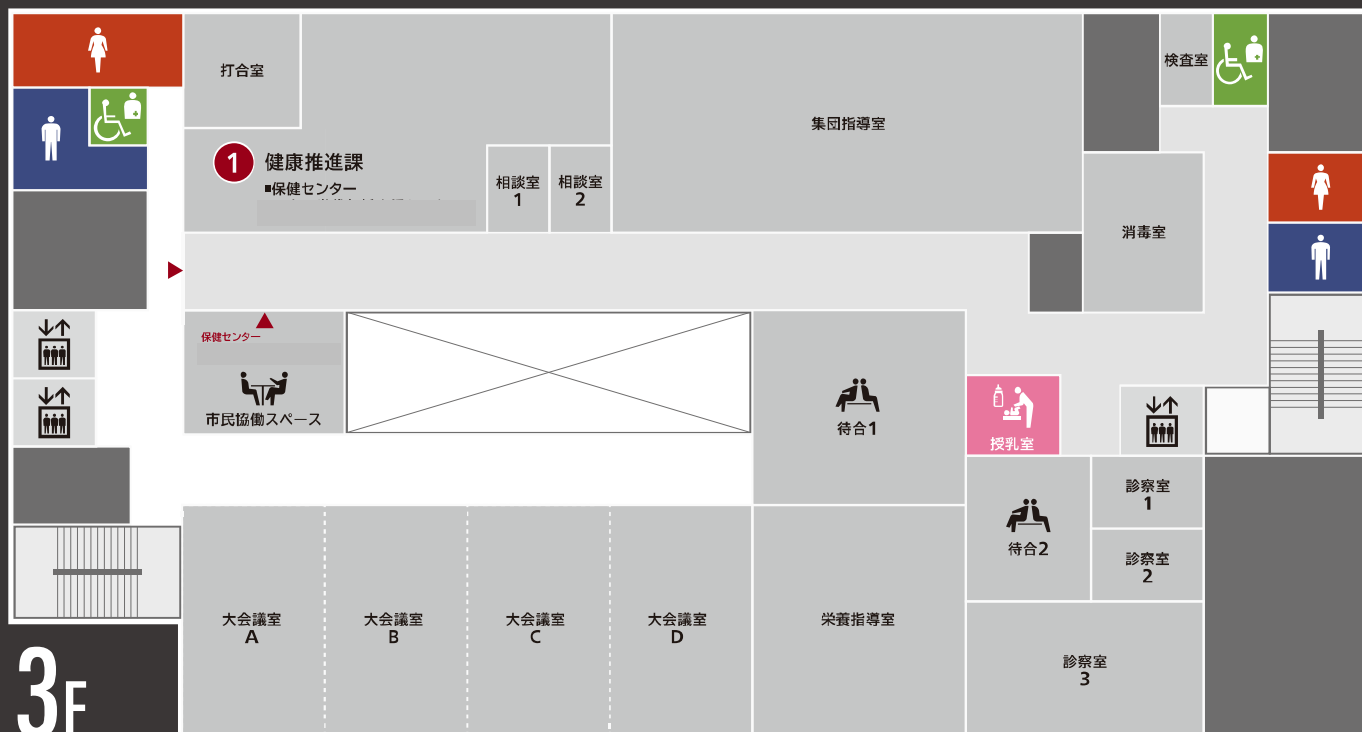 打合室
検査室
集団指導室
1 健康推進課
■保健センター
相談室
1
相談室
2
消毒室
保健センター
市民協働スペース
待合1
授乳室
待合2
診察室
1
診察室
2
大会議室
A
大会議室
B
大会議室
C
大会議室
D
栄養指導室
診察室
3
3F